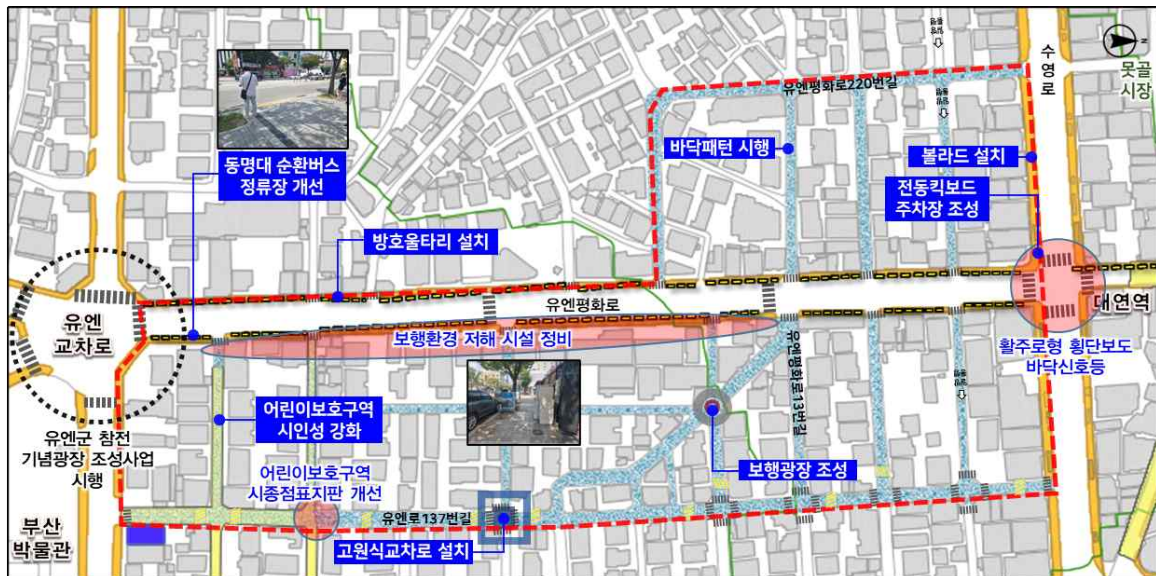 N
수영로
못골
시장
유엔평화로220번길
바닥패턴 시행
볼라드 설치
전동킥보드
주차장 조성
동명대 순환버스
정류장 개선
방호울타리 설치
유엔평화로
대연역
유엔
교차로
보행환경 저해 시설 정비
활주로형 횡단보도
바닥신호등
유엔평화로13번길
어린이보호구역
시인성 강화
보행광장 조성
유엔군 참전
기념광장 조성사업
시행
어린이보호구역
시종점표지판 개선
유엔로137번길
고원식교차로 설치
부산
박물관